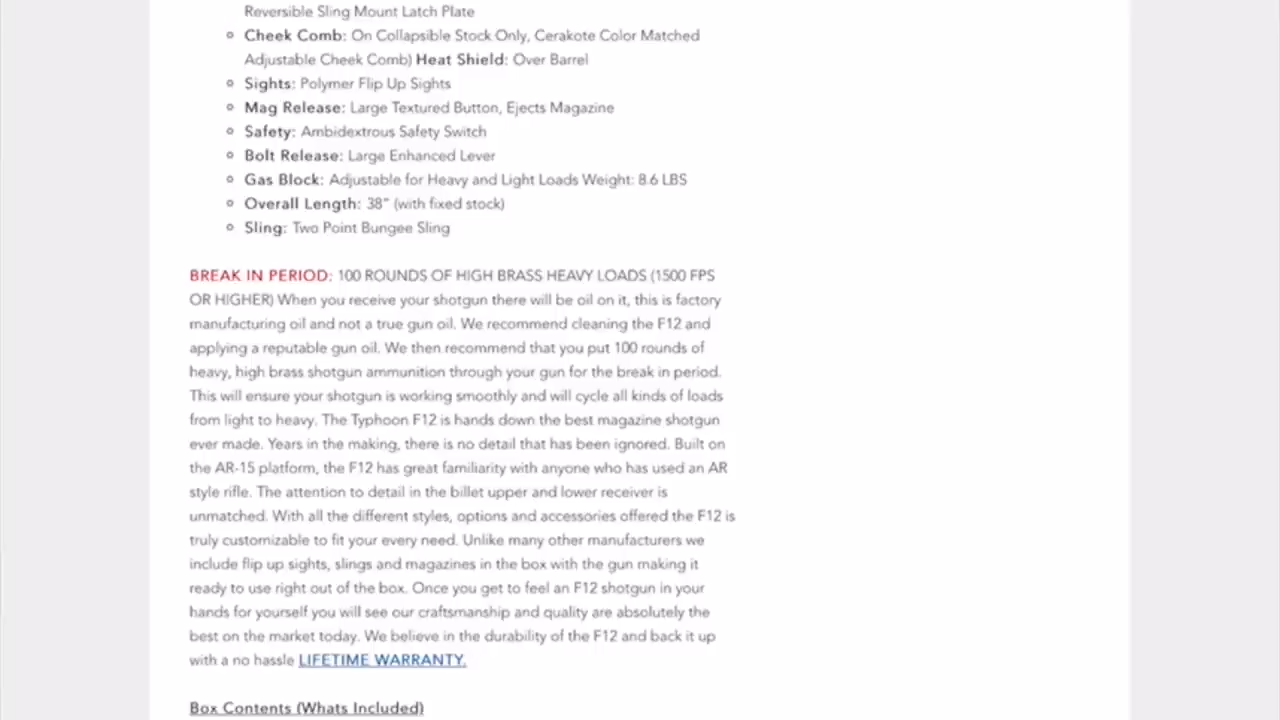 Reversible Sling Mount Latch Plate
Cheek Comb: On Collapsible Stock Only, Cerakote Color Matched
Adjustable Cheek Comb) Heat Shield: Over Barrel
Sights: Polymer Flip Up Sights
Mag Release: Large Textured Button, Ejects Magazine
Safety: Ambidextrous Safety Switch
Bolt Release: Large Enhanced Lever
Gas Block: Adjustable for Heavy and Light Loads Weight: 8.6 LBS
Overall Length: 38" (with fixed stock)
Sling: Two Point Bungee Sling
BREAK IN PERIOD: 100 ROUNDS OF HIGH BRASS HEAVY LOADS (1500 FPS
OR HIGHER) When you receive your shotgun there will be oil on it, this is factory
manufacturing oil and not a true gun oil. We recommend cleaning the F12 and
applying a reputable gun oil. We then recommend that you put 100 rounds of
heavy, high brass shotgun ammunition through your gun for the break in period.
This will ensure your shotgun is working smoothly and will cycle all kinds of loads
from light to heavy. The Typhoon F12 is hands down the best magazine shotgun
ever made. Years in the making, there is no detail that has been ignored. Built on
the AR-15 platform, the F12 has great familiarity with anyone who has used an AR
style rifle. The attention to detail in the billet upper and lower receiver is
unmatched. With all the different styles, options and accessories offered the F12 is
truly customizable to fit your every need. Unlike many other manufacturers we
include flip up sights, slings and magazines in the box with the gun making it
ready to use right out of the box. Once you get to feel an F12 shotgun in your
hands for yourself you will see our craftsmanship and quality are absolutely the
best on the market today. We believe in the durability of the F12 and back it up
with a no hassle LIFETIME WARRANTY.
Box Contents (Whats Included)